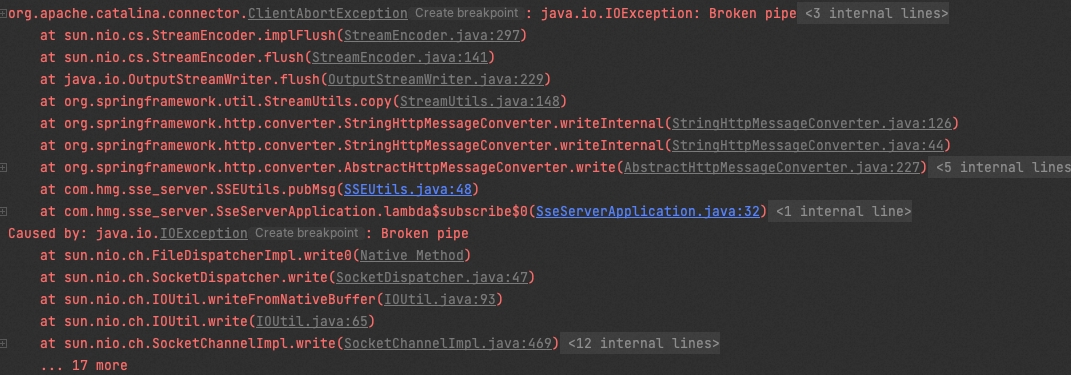 org.apache.catalina.connector.ClientAbortException Create breakpoint : java.io.IOException: Broken pipe <3 internal lines>
at sun.nio.cs.StreamEncoder.implFlush(StreamEncoder.java:297)
at sun.nio.cs.StreamEncoder.flush(StreamEncoder.java:141)
at java.io.OutputStreamWriter.flush(OutputStreamWriter.java:229)
at org.springframework.util.StreamUtils.copy(StreamUtils.java:148)
at org.springframework.http.converter.StringHttpMessageConverter.writeInternal(StringHttpMessageConverter.java:126)
at org.springframework.http.converter.StringHttpMessageConverter.writeInternal(StringHttpMessageConverter.java:44)
at org.springframework.http.converter.AbstractHttpMessageConverter.write(AbstractHttpMessageConverter.java:227) <5 internal lines
at com.hmg.sse_server.SSEUtils.pubMsg(SSEUtils.java:48)
at com.hmg.sse_server.SseServerApplication.lambda$subscribe$0(SseServerApplication.java:32) <1 internal line>
Caused by: java.io.IOException Create breakpoint : Broken pipe
at sun.nio.ch.FileDispatcherImpl.write0(Native Method)
at sun.nio.ch.SocketDispatcher.write(SocketDispatcher.java:47)
at sun.nio.ch.IOUtil.writeFromNativeBuffer(IOUtil.java:93)
at sun.nio.ch.IOUtil.write(IOUtil.java:65)
at sun.nio.ch.SocketChannelImpl.write(SocketChannelImpl.java:469) <12 internal lines>
... 17 more